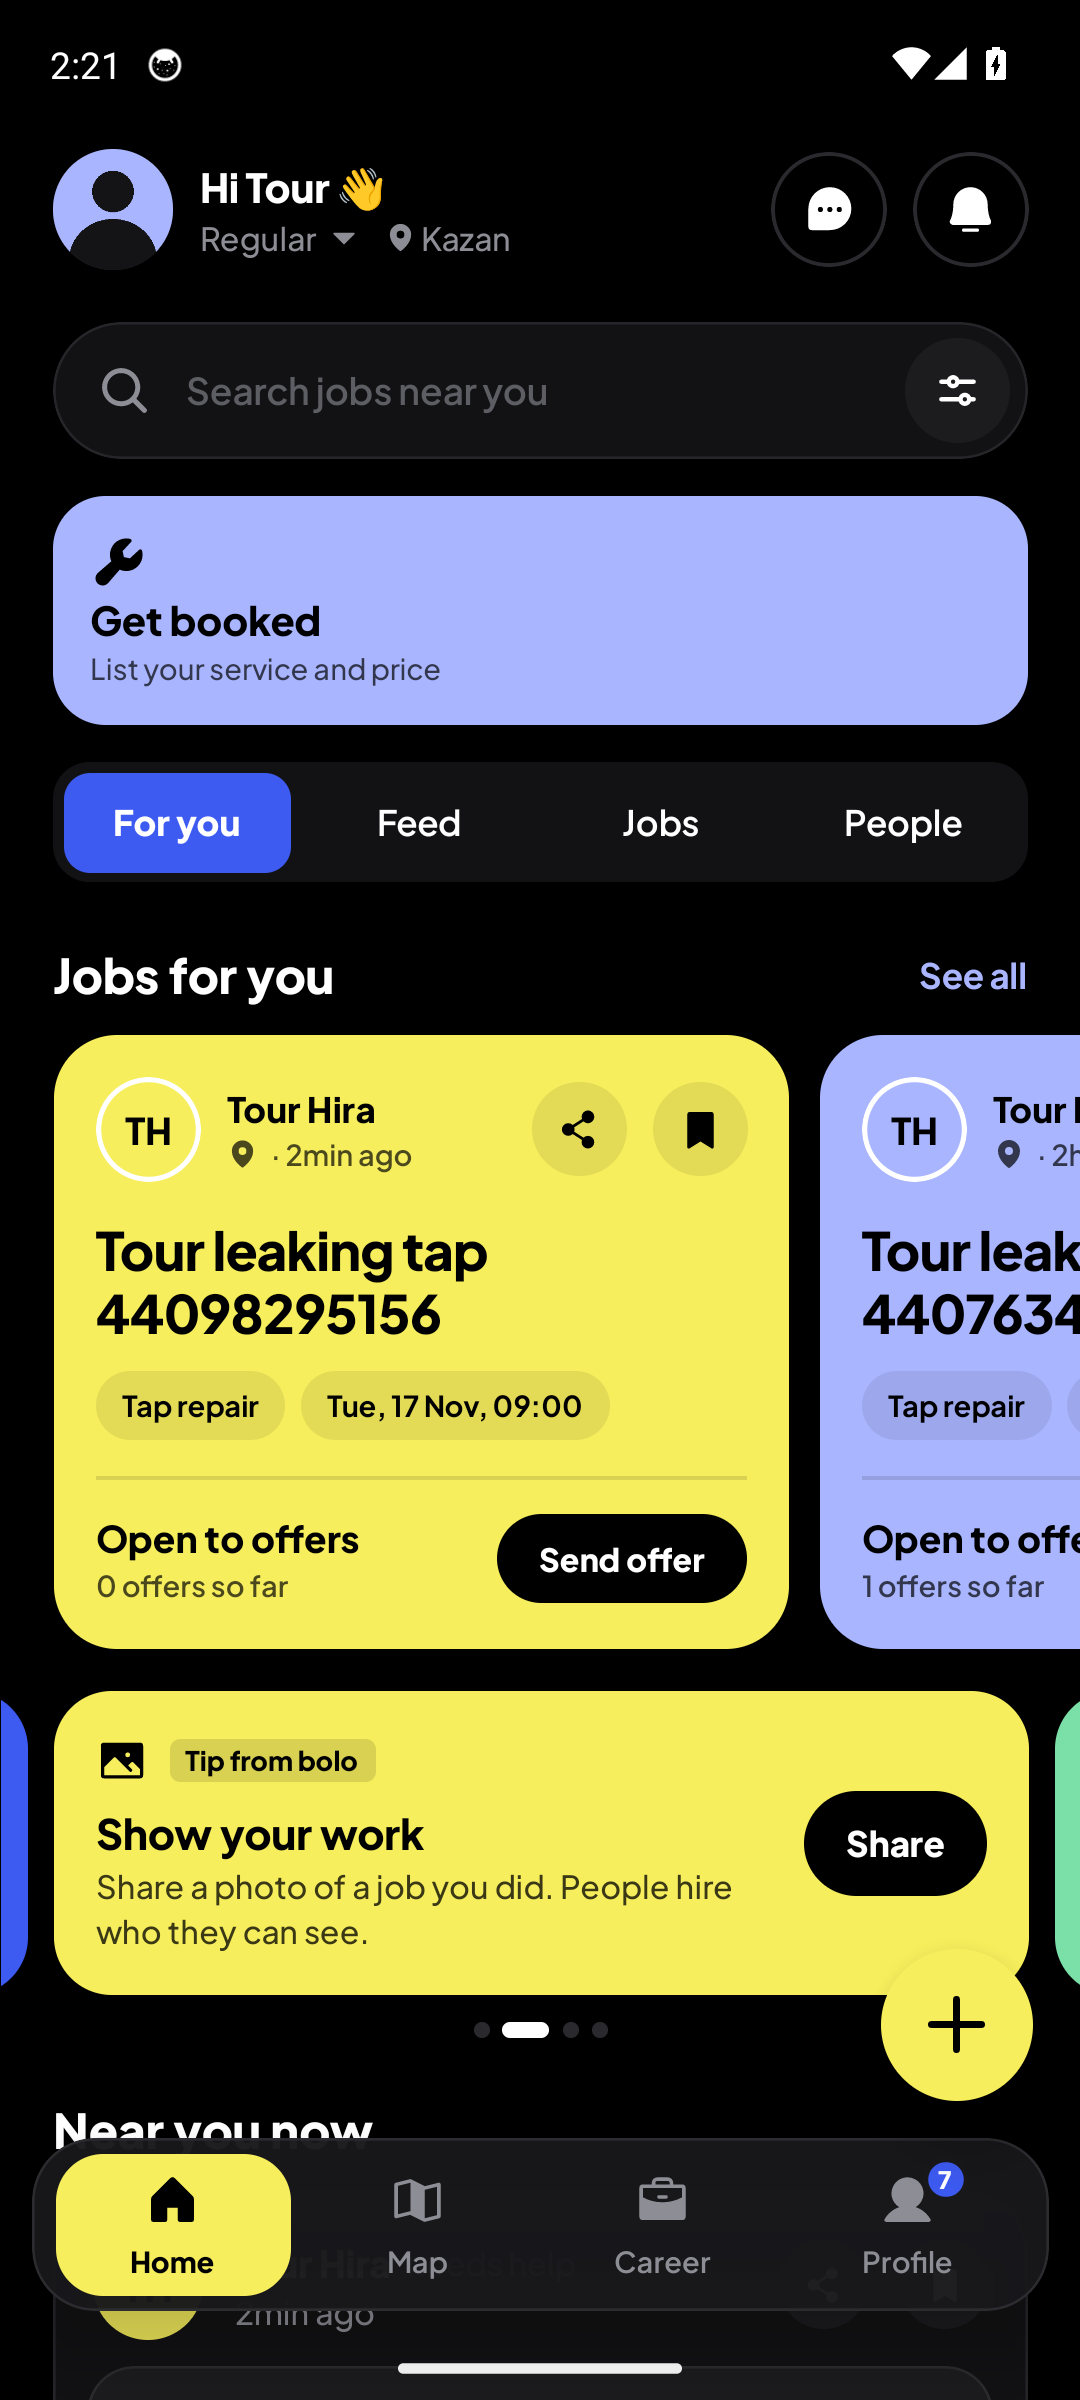 2:21
Hi Tour 👋
Regular
Kazan
Search jobs near you
Get booked
List your service and price
For you
Feed
Jobs
People
Jobs for you
See all
TH
Tour Hira
· 2min ago
Tour leaking tap
44098295156
Tap repair
Tue, 17 Nov, 09:00
Open to offers
0 offers so far
Send offer
TH
Tour
· 2h
Tour leak
4407634
Tap repair
Open to offe
1 offers so far
Tip from bolo
Show your work
Share a photo of a job you did. People hire
who they can see.
Share
Near you now
7
Home
Map
Career
Profile
Hira
2min ago